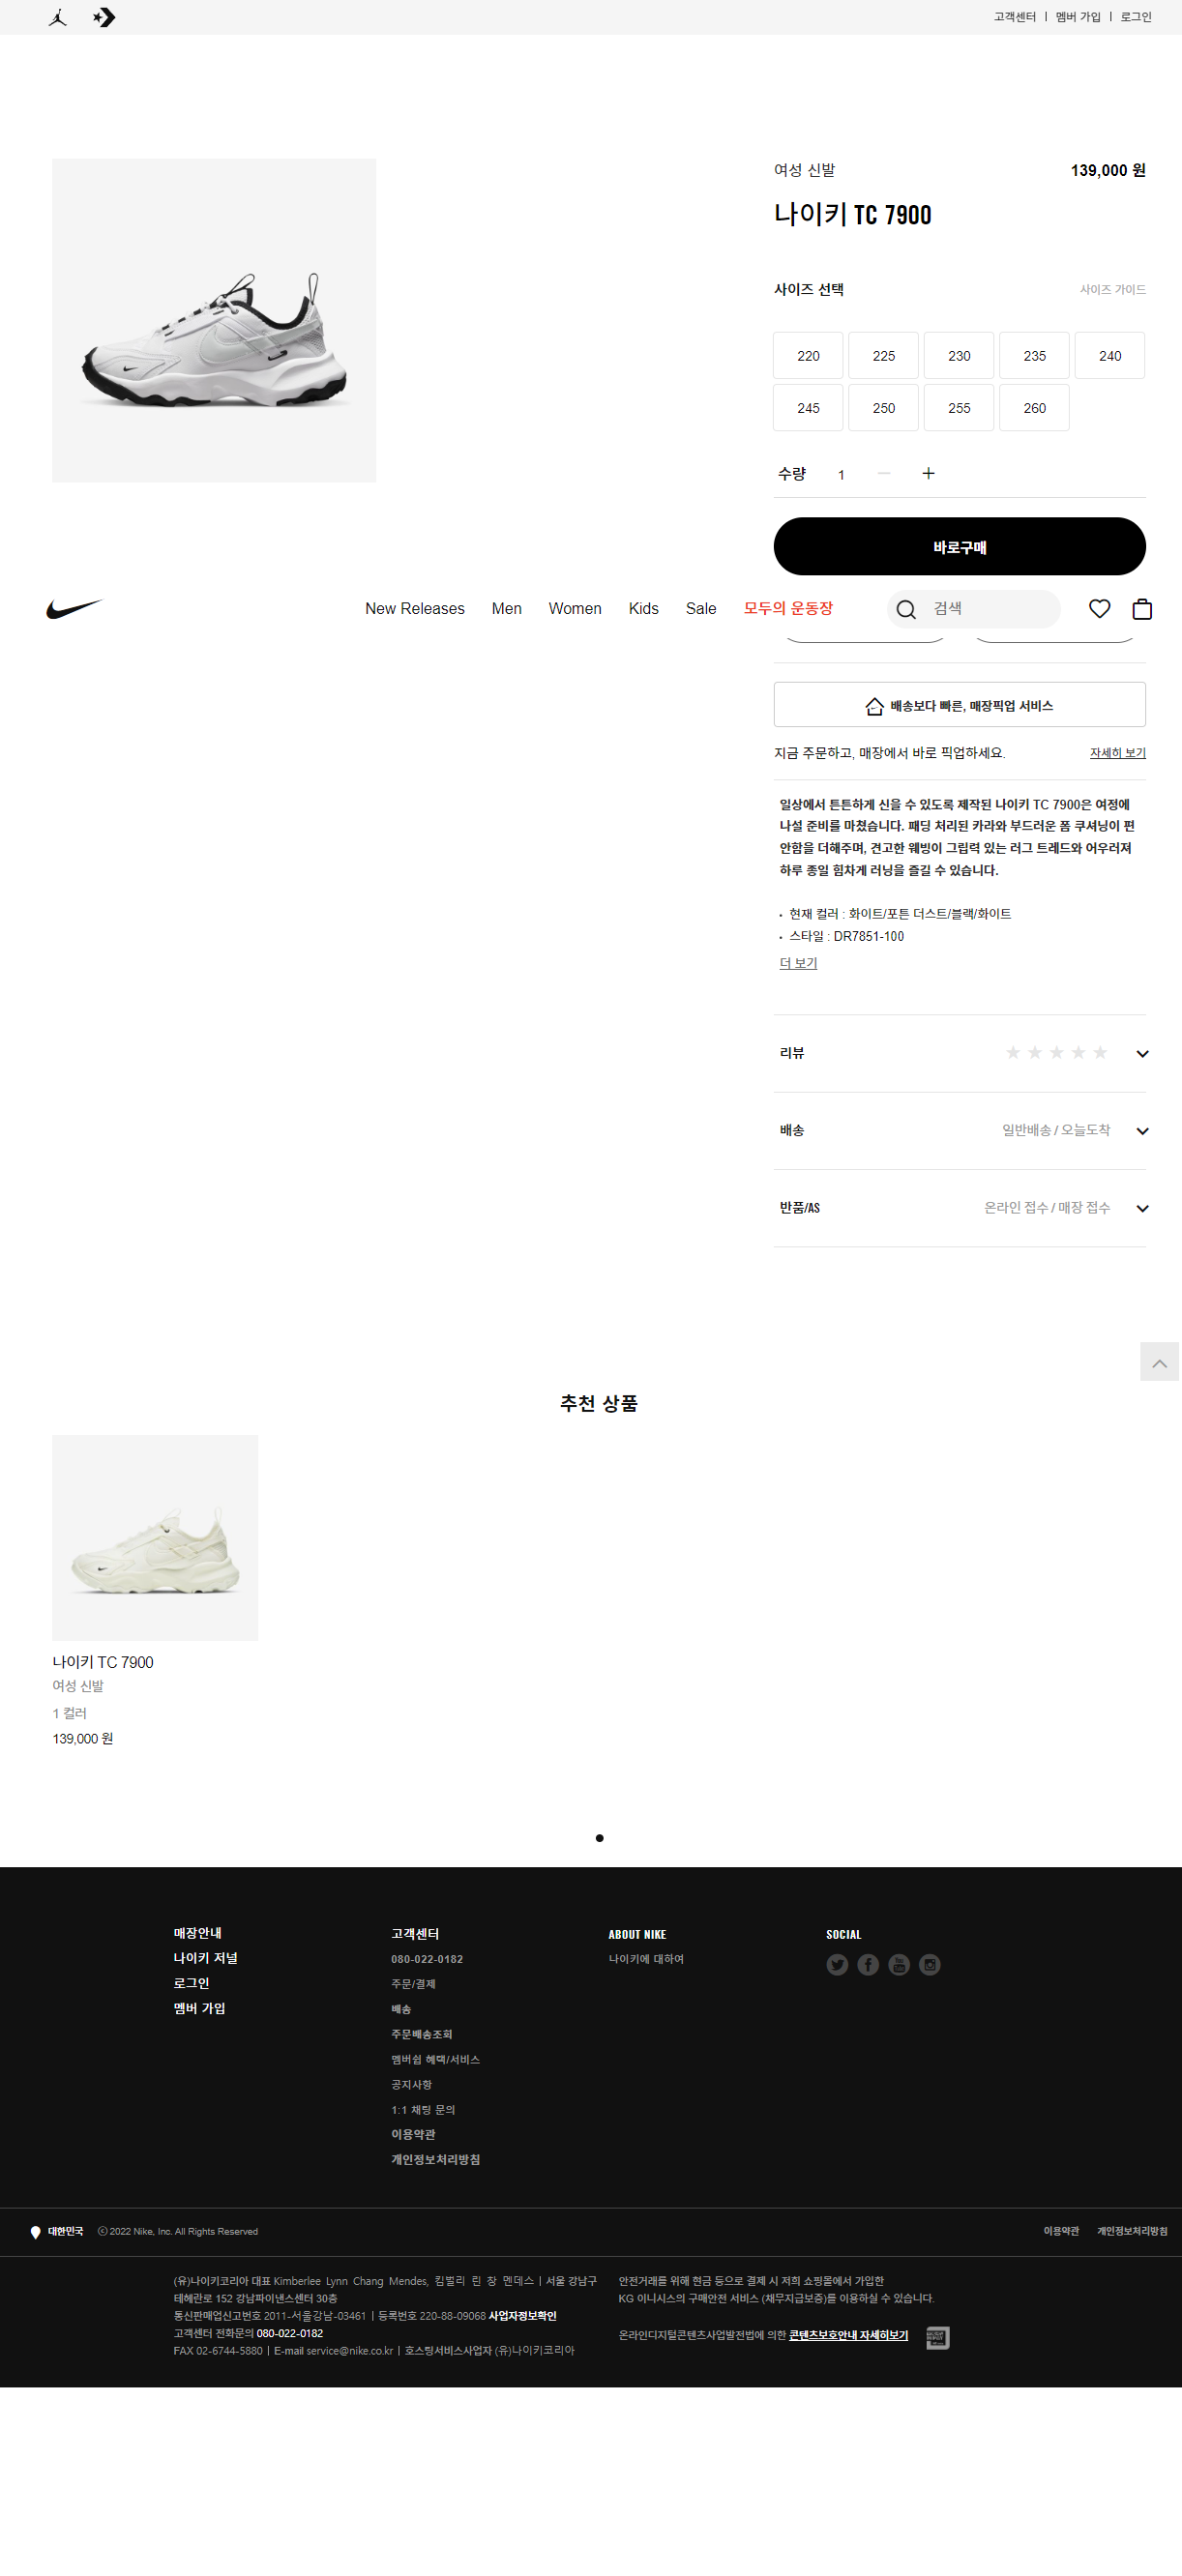 고객센터 | 멤버 가입 | 로그인
여성 신발
139,000 원
나이키 TC 7900
사이즈 선택
사이즈 가이드
220 225 230 235 240
245 250 255 260
수량 1
바로구매
New Releases Men Women Kids Sale 모두의 운동장 검색
배송보다 빠른, 매장픽업 서비스
지금 주문하고, 매장에서 바로 픽업하세요.
자세히 보기
일상에서 튼튼하게 신을 수 있도록 제작된 나이키 TC 7900은 여정에
나설 준비를 마쳤습니다. 패딩 처리된 카라와 부드러운 폼 쿠셔닝이 편
안함을 더해주며, 견고한 웨빙이 그립력 있는 러그 트레드와 어우러져
하루 종일 힘차게 러닝을 즐길 수 있습니다.
• 현재 컬러 : 화이트/포튼 더스트/블랙/화이트
• 스타일 : DR7851-100
더 보기
리뷰 ★★★★★
배송 일반배송 / 오늘도착
반품/AS 온라인 접수 / 매장 접수
추천 상품
나이키 TC 7900
여성 신발
1 컬러
139,000 원
매장안내
나이키 저널
로그인
멤버 가입
고객센터
080-022-0182
주문/결제
배송
주문배송조회
멤버쉽 혜택/서비스
공지사항
1:1 채팅 문의
이용약관
개인정보처리방침
ABOUT NIKE
나이키에 대하여
SOCIAL
대한민국 ⓒ 2022 Nike, Inc. All Rights Reserved
이용약관 개인정보처리방침
(유)나이키코리아 대표 Kimberlee Lynn Chang Mendes, 킴벌리 린 창 멘데스 | 서울 강남구
테헤란로 152 강남파이낸스센터 30층
통신판매업신고번호 2011-서울강남-03461 | 등록번호 220-88-09068 사업자정보확인
고객센터 전화문의 080-022-0182
FAX 02-6744-5880 | E-mail service@nike.co.kr | 호스팅서비스사업자 (유)나이키코리아
안전거래를 위해 현금 등으로 결제 시 저희 쇼핑몰에서 가입한
KG 이니시스의 구매안전 서비스 (채무지급보증)를 이용하실 수 있습니다.
온라인디지털콘텐츠사업발전법에 의한 콘텐츠보호안내 자세히보기